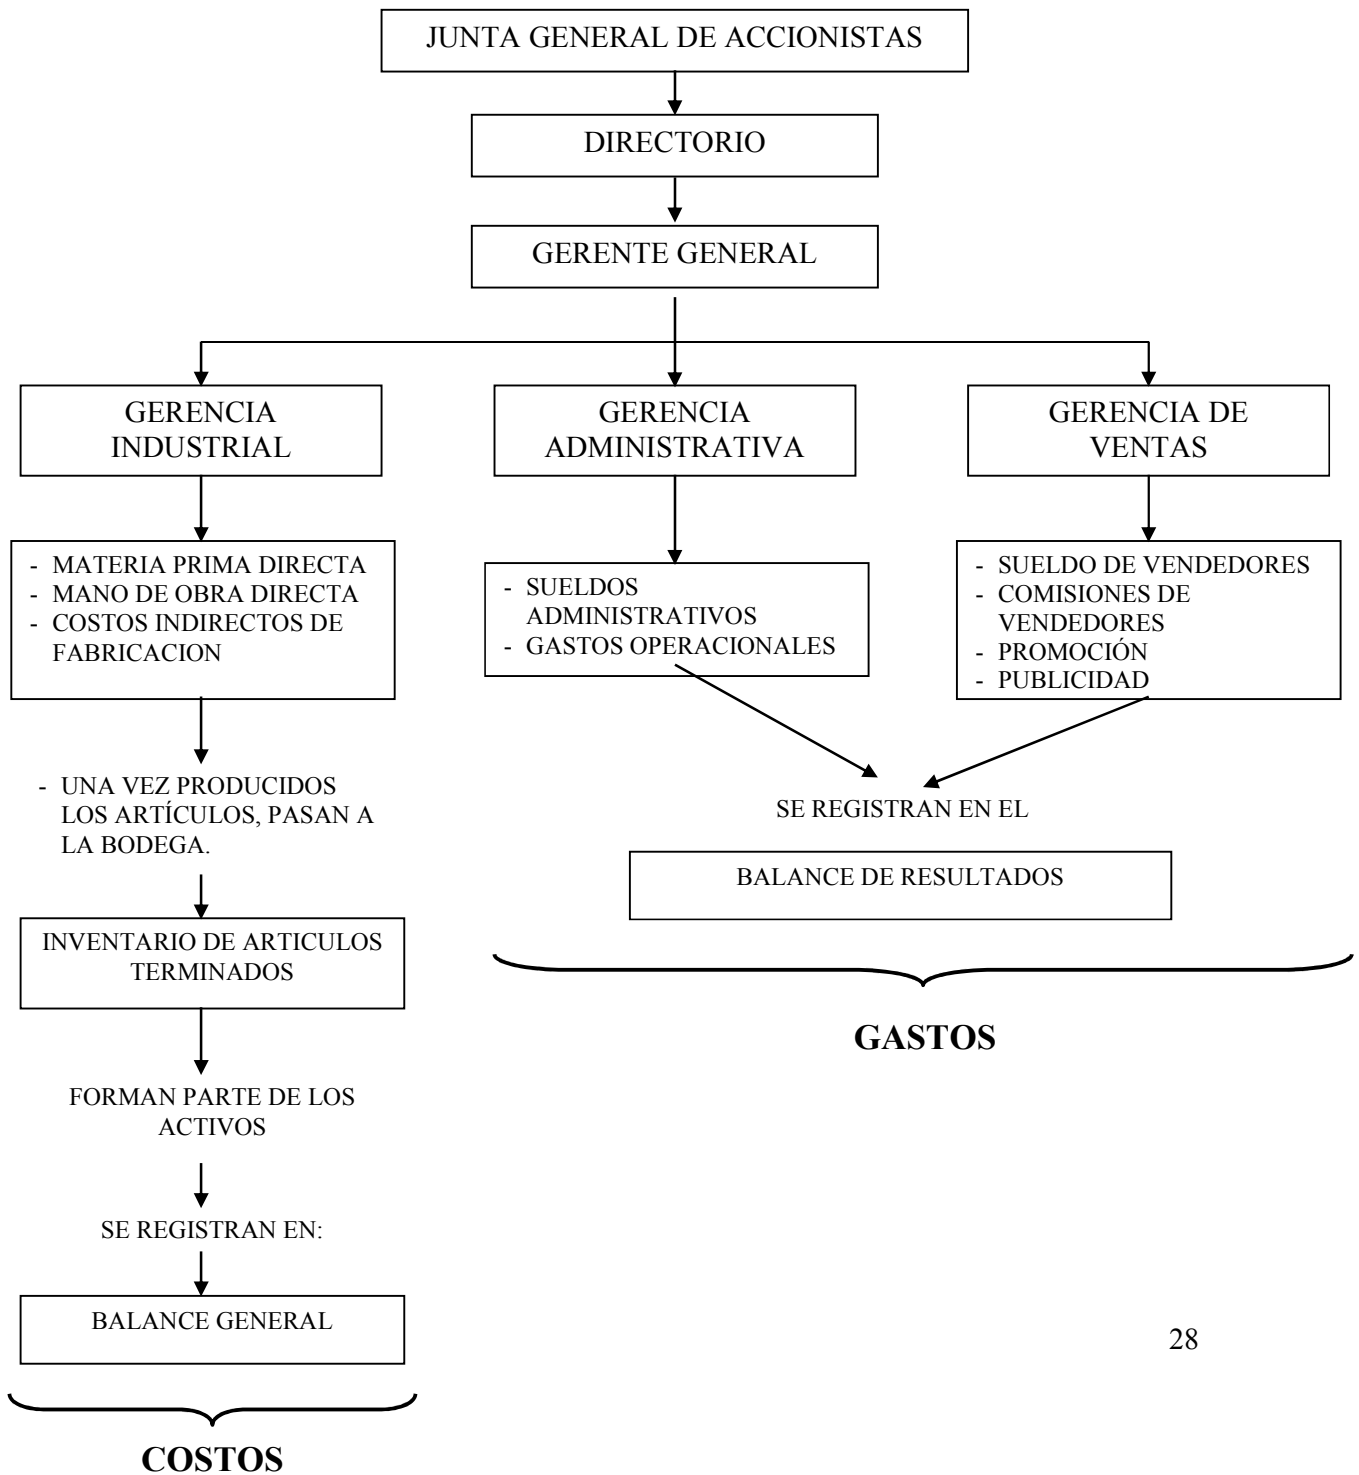 JUNTA GENERAL DE ACCIONISTAS
DIRECTORIO
GERENTE GENERAL
GERENCIA
INDUSTRIAL
GERENCIA
ADMINISTRATIVA
GERENCIA DE
VENTAS
- MATERIA PRIMA DIRECTA
- MANO DE OBRA DIRECTA
- COSTOS INDIRECTOS DE
FABRICACION
- SUELDOS
ADMINISTRATIVOS
- GASTOS OPERACIONALES
- SUELDO DE VENDEDORES
- COMISIONES DE
VENDEDORES
- PROMOCIÓN
- PUBLICIDAD
- UNA VEZ PRODUCIDOS
LOS ARTÍCULOS, PASAN A
LA BODEGA.
SE REGISTRAN EN EL
BALANCE DE RESULTADOS
INVENTARIO DE ARTICULOS
TERMINADOS
GASTOS
FORMAN PARTE DE LOS
ACTIVOS
SE REGISTRAN EN:
BALANCE GENERAL
28
COSTOS